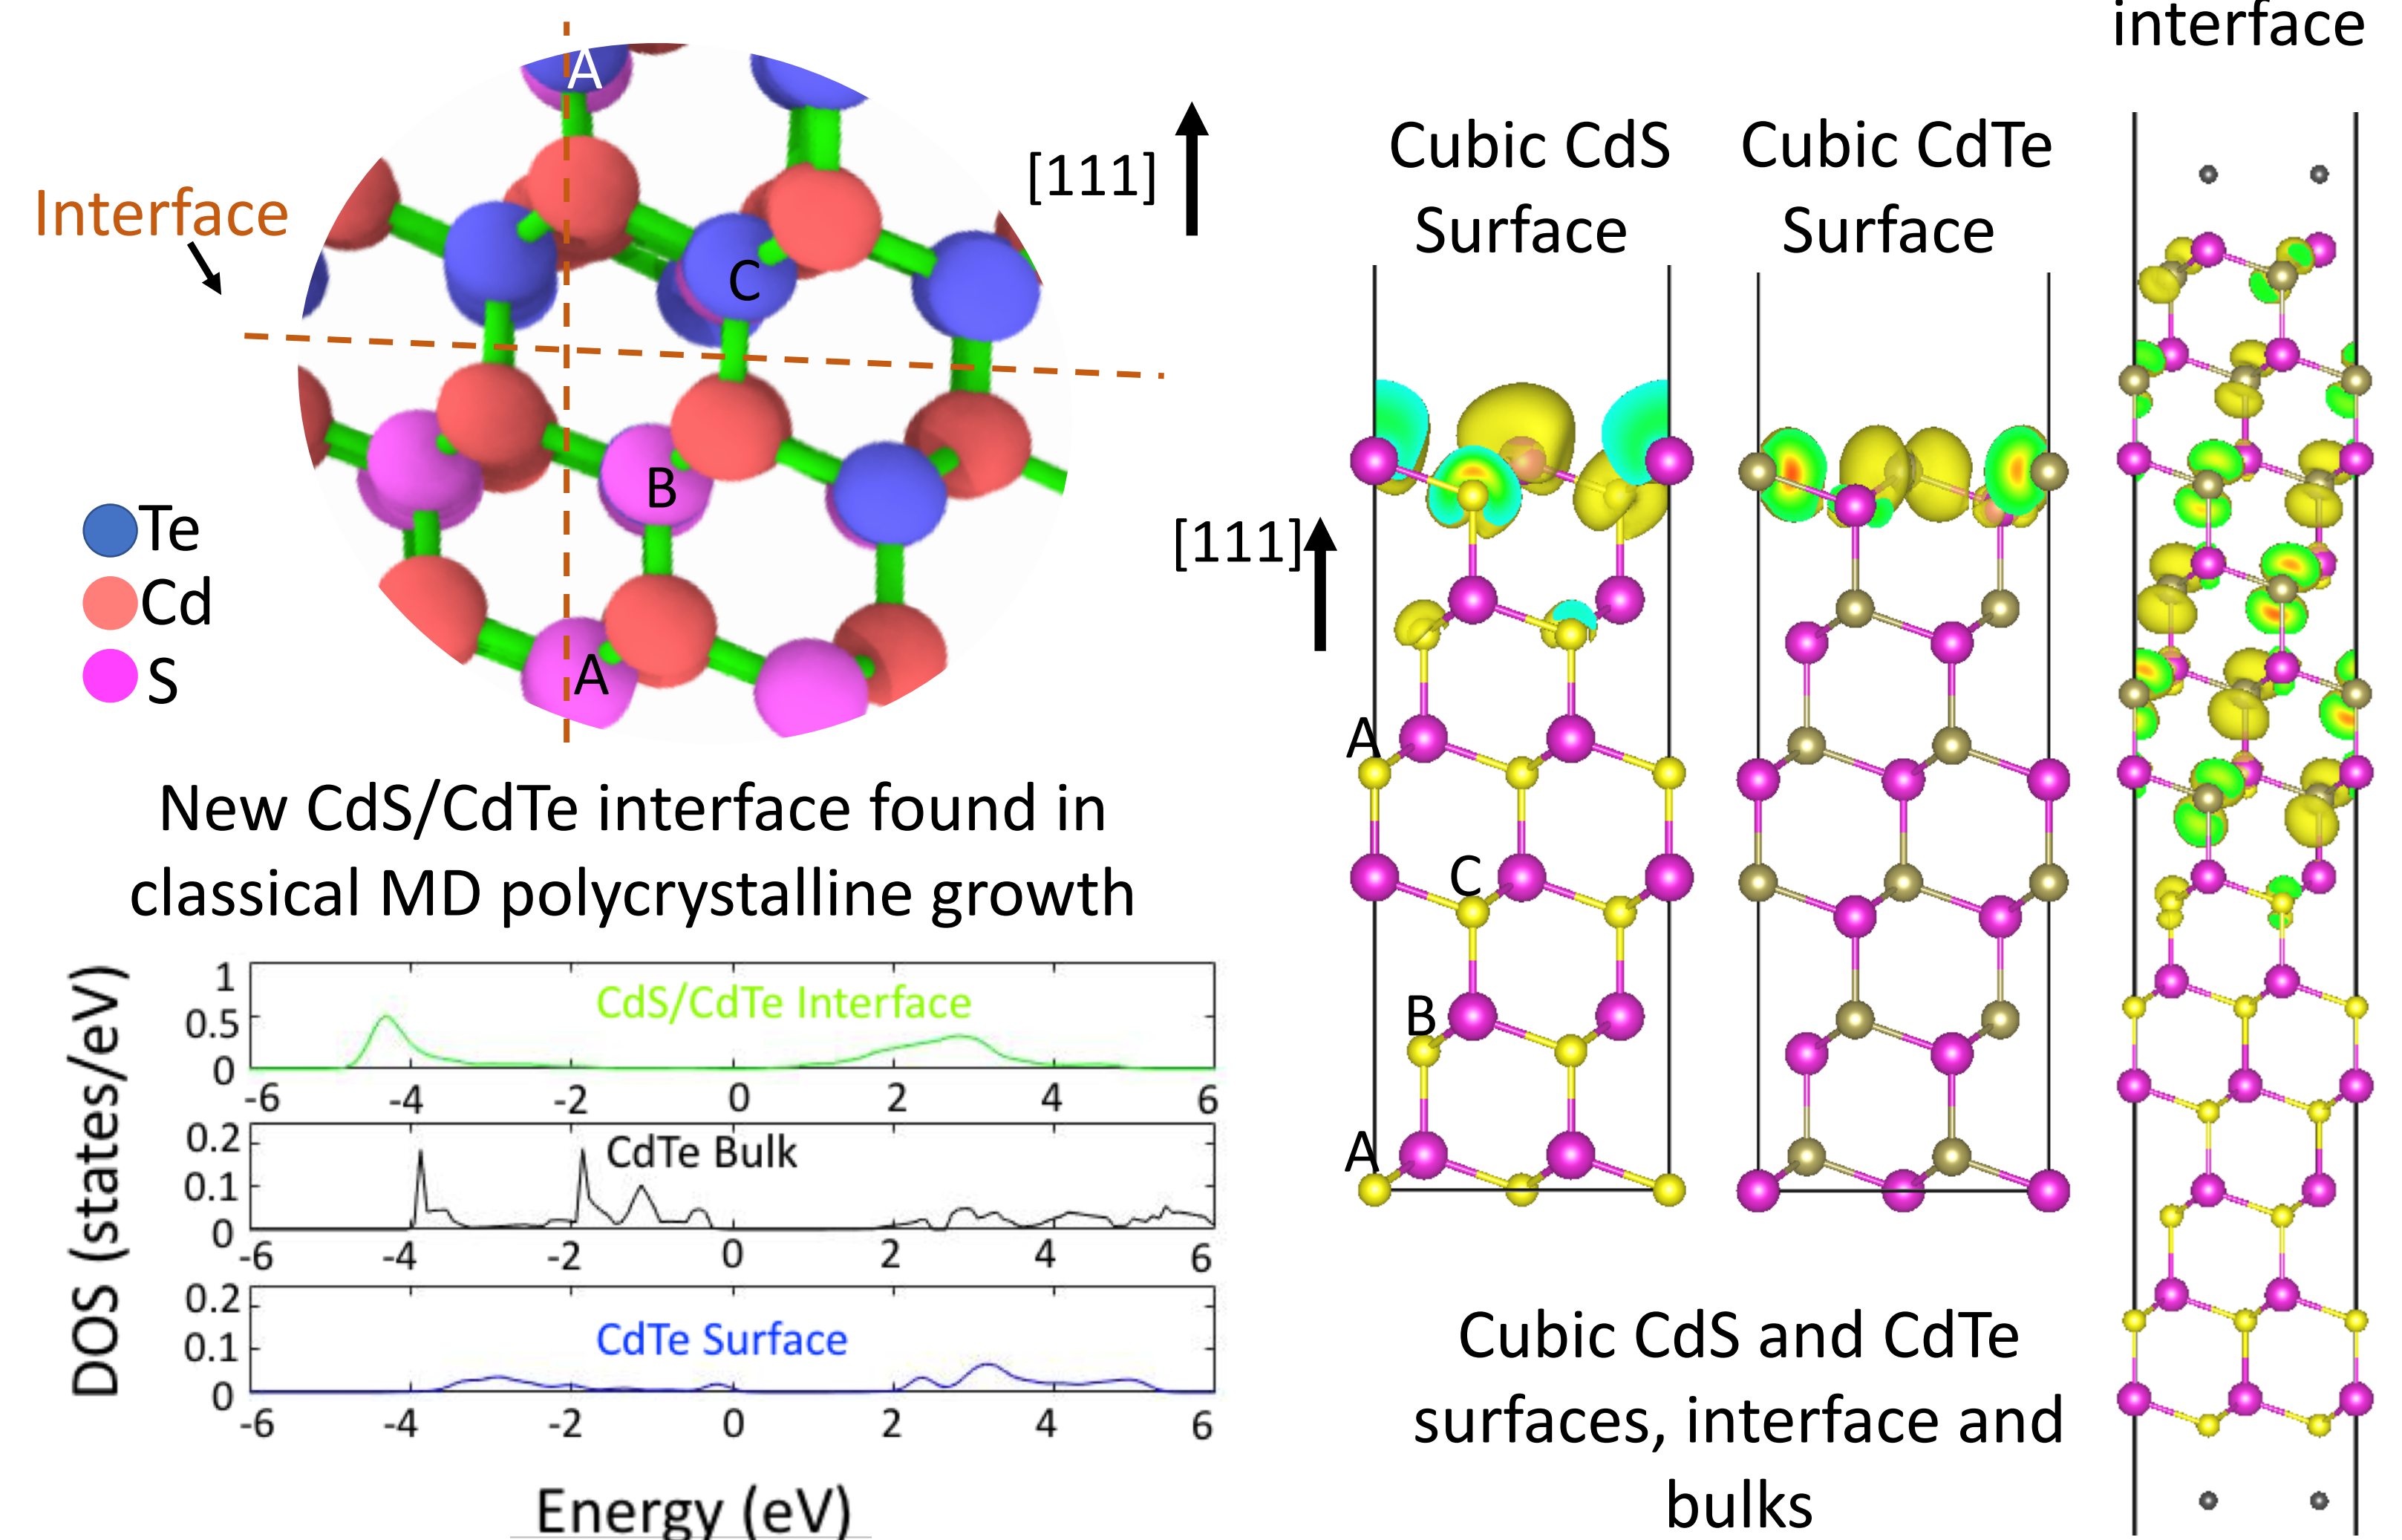 A
Interface
C
B
A
Te
Cd
S
[111]
New CdS/CdTe interface found in
classical MD polycrystalline growth
DOS (states/eV)
1
0.5
0
CdS/CdTe Interface
-6 -4 -2 0 2 4 6
0.2
0.1
0
CdTe Bulk
-6 -4 -2 0 2 4 6
0.2
0.1
0
CdTe Surface
-6 -4 -2 0 2 4 6
Energy (eV)
Cubic CdS
Surface
Cubic CdTe
Surface
interface
[111]
A
C
B
A
Cubic CdS and CdTe
surfaces, interface and
bulks